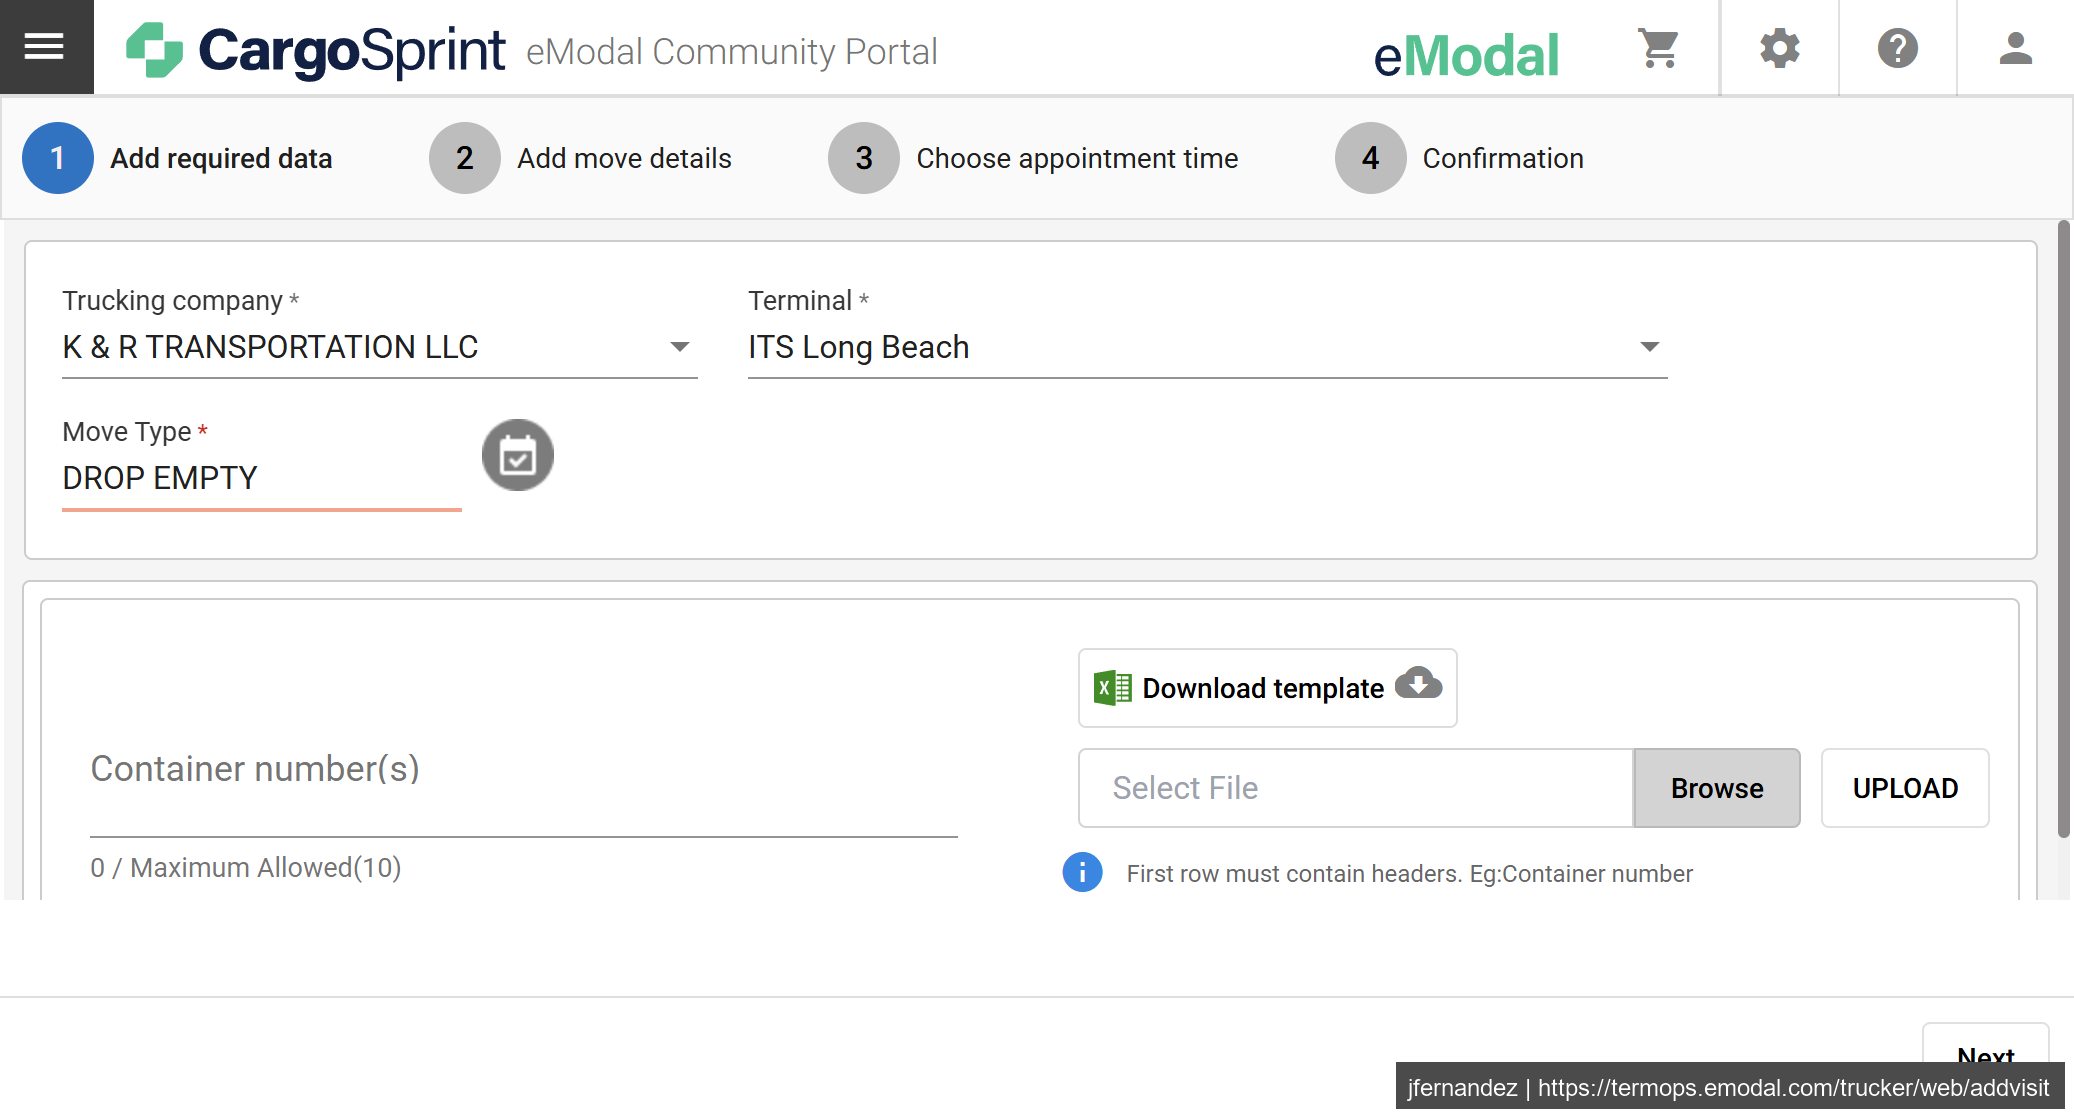 CargoSprint eModal Community Portal
eModal
1 Add required data
2 Add move details
3 Choose appointment time
4 Confirmation
Trucking company *
K & R TRANSPORTATION LLC
Terminal *
ITS Long Beach
Move Type *
DROP EMPTY
Download template
Container number(s)
Select File
Browse
UPLOAD
0 / Maximum Allowed(10)
First row must contain headers. Eg:Container number
Next
jfernandez | https://termops.emodal.com/trucker/web/addvisit